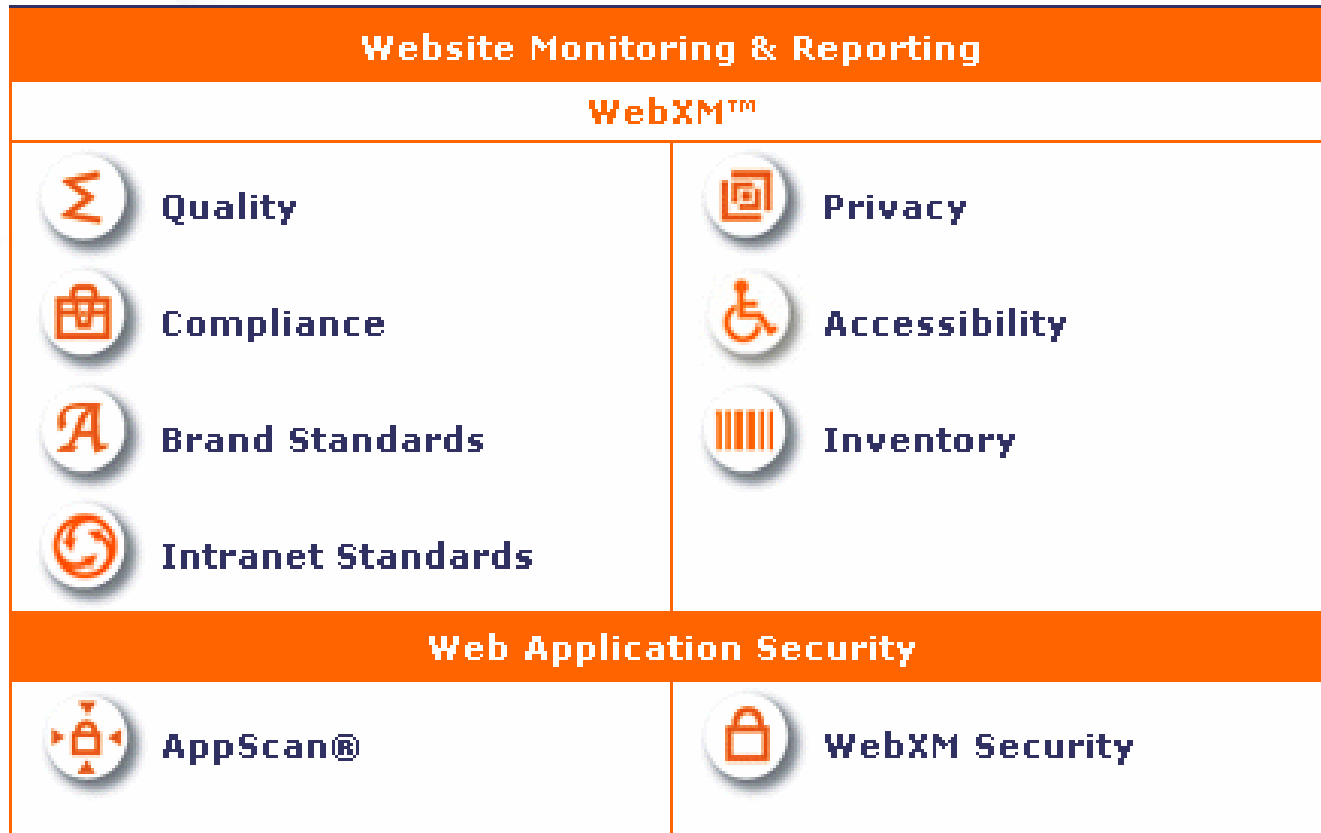 Website Monitoring & Reporting
WebXM™
Quality
Privacy
Compliance
Accessibility
Brand Standards
Inventory
Intranet Standards
Web Application Security
AppScan®
WebXM Security